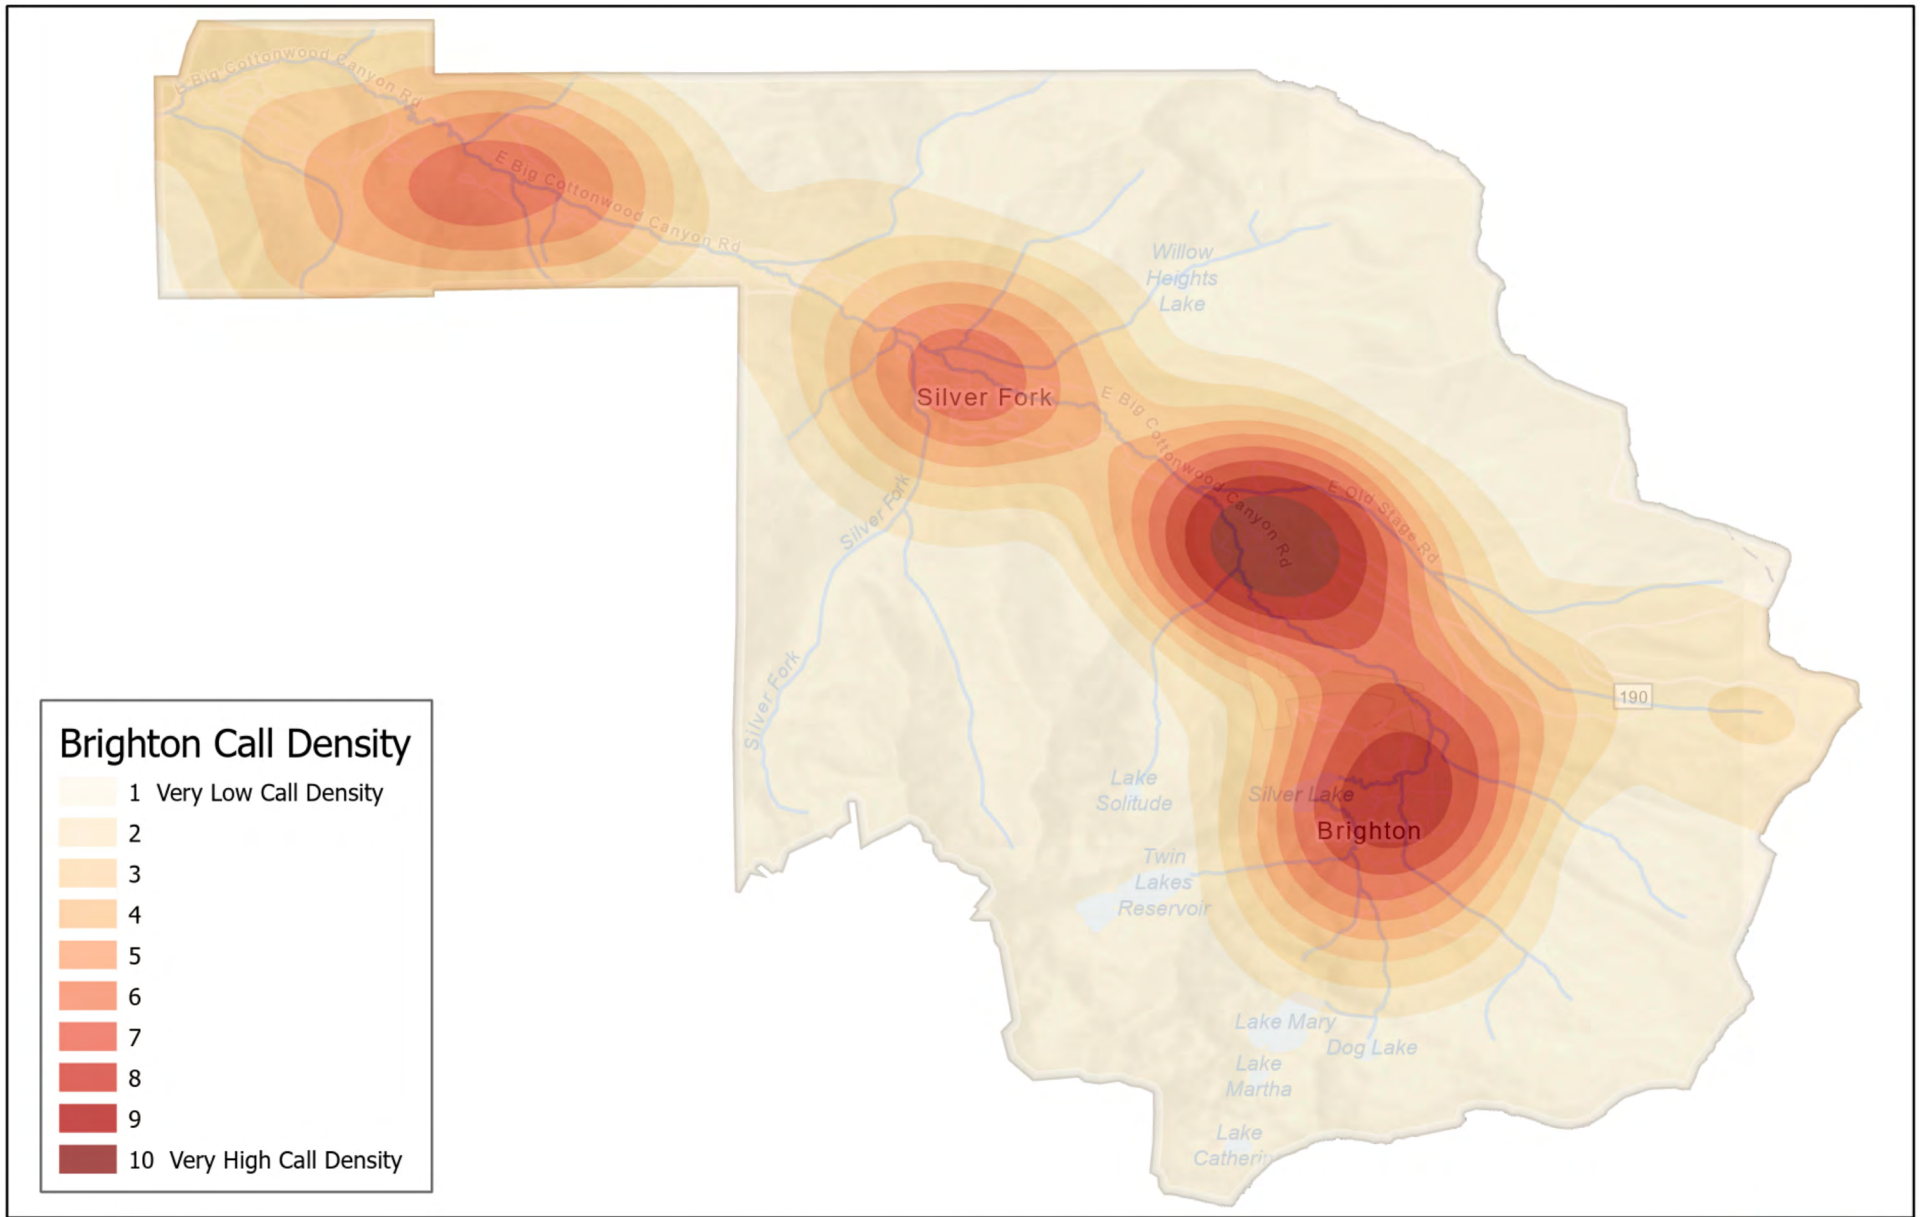 E Big Cottonwood Canyon Rd
E Big Cottonwood Canyon Rd
Willow
Heights
Lake
Silver Fork
E Big Cottonwood Canyon Rd
E Old Stage Rd
Silver Fork
Silver Fork
190
Lake
Solitude
Silver Lake
Brighton
Twin
Lakes
Reservoir
Lake Mary
Dog Lake
Lake
Martha
Lake
Catherin
Brighton Call Density
1 Very Low Call Density
2
3
4
5
6
7
8
9
10 Very High Call Density